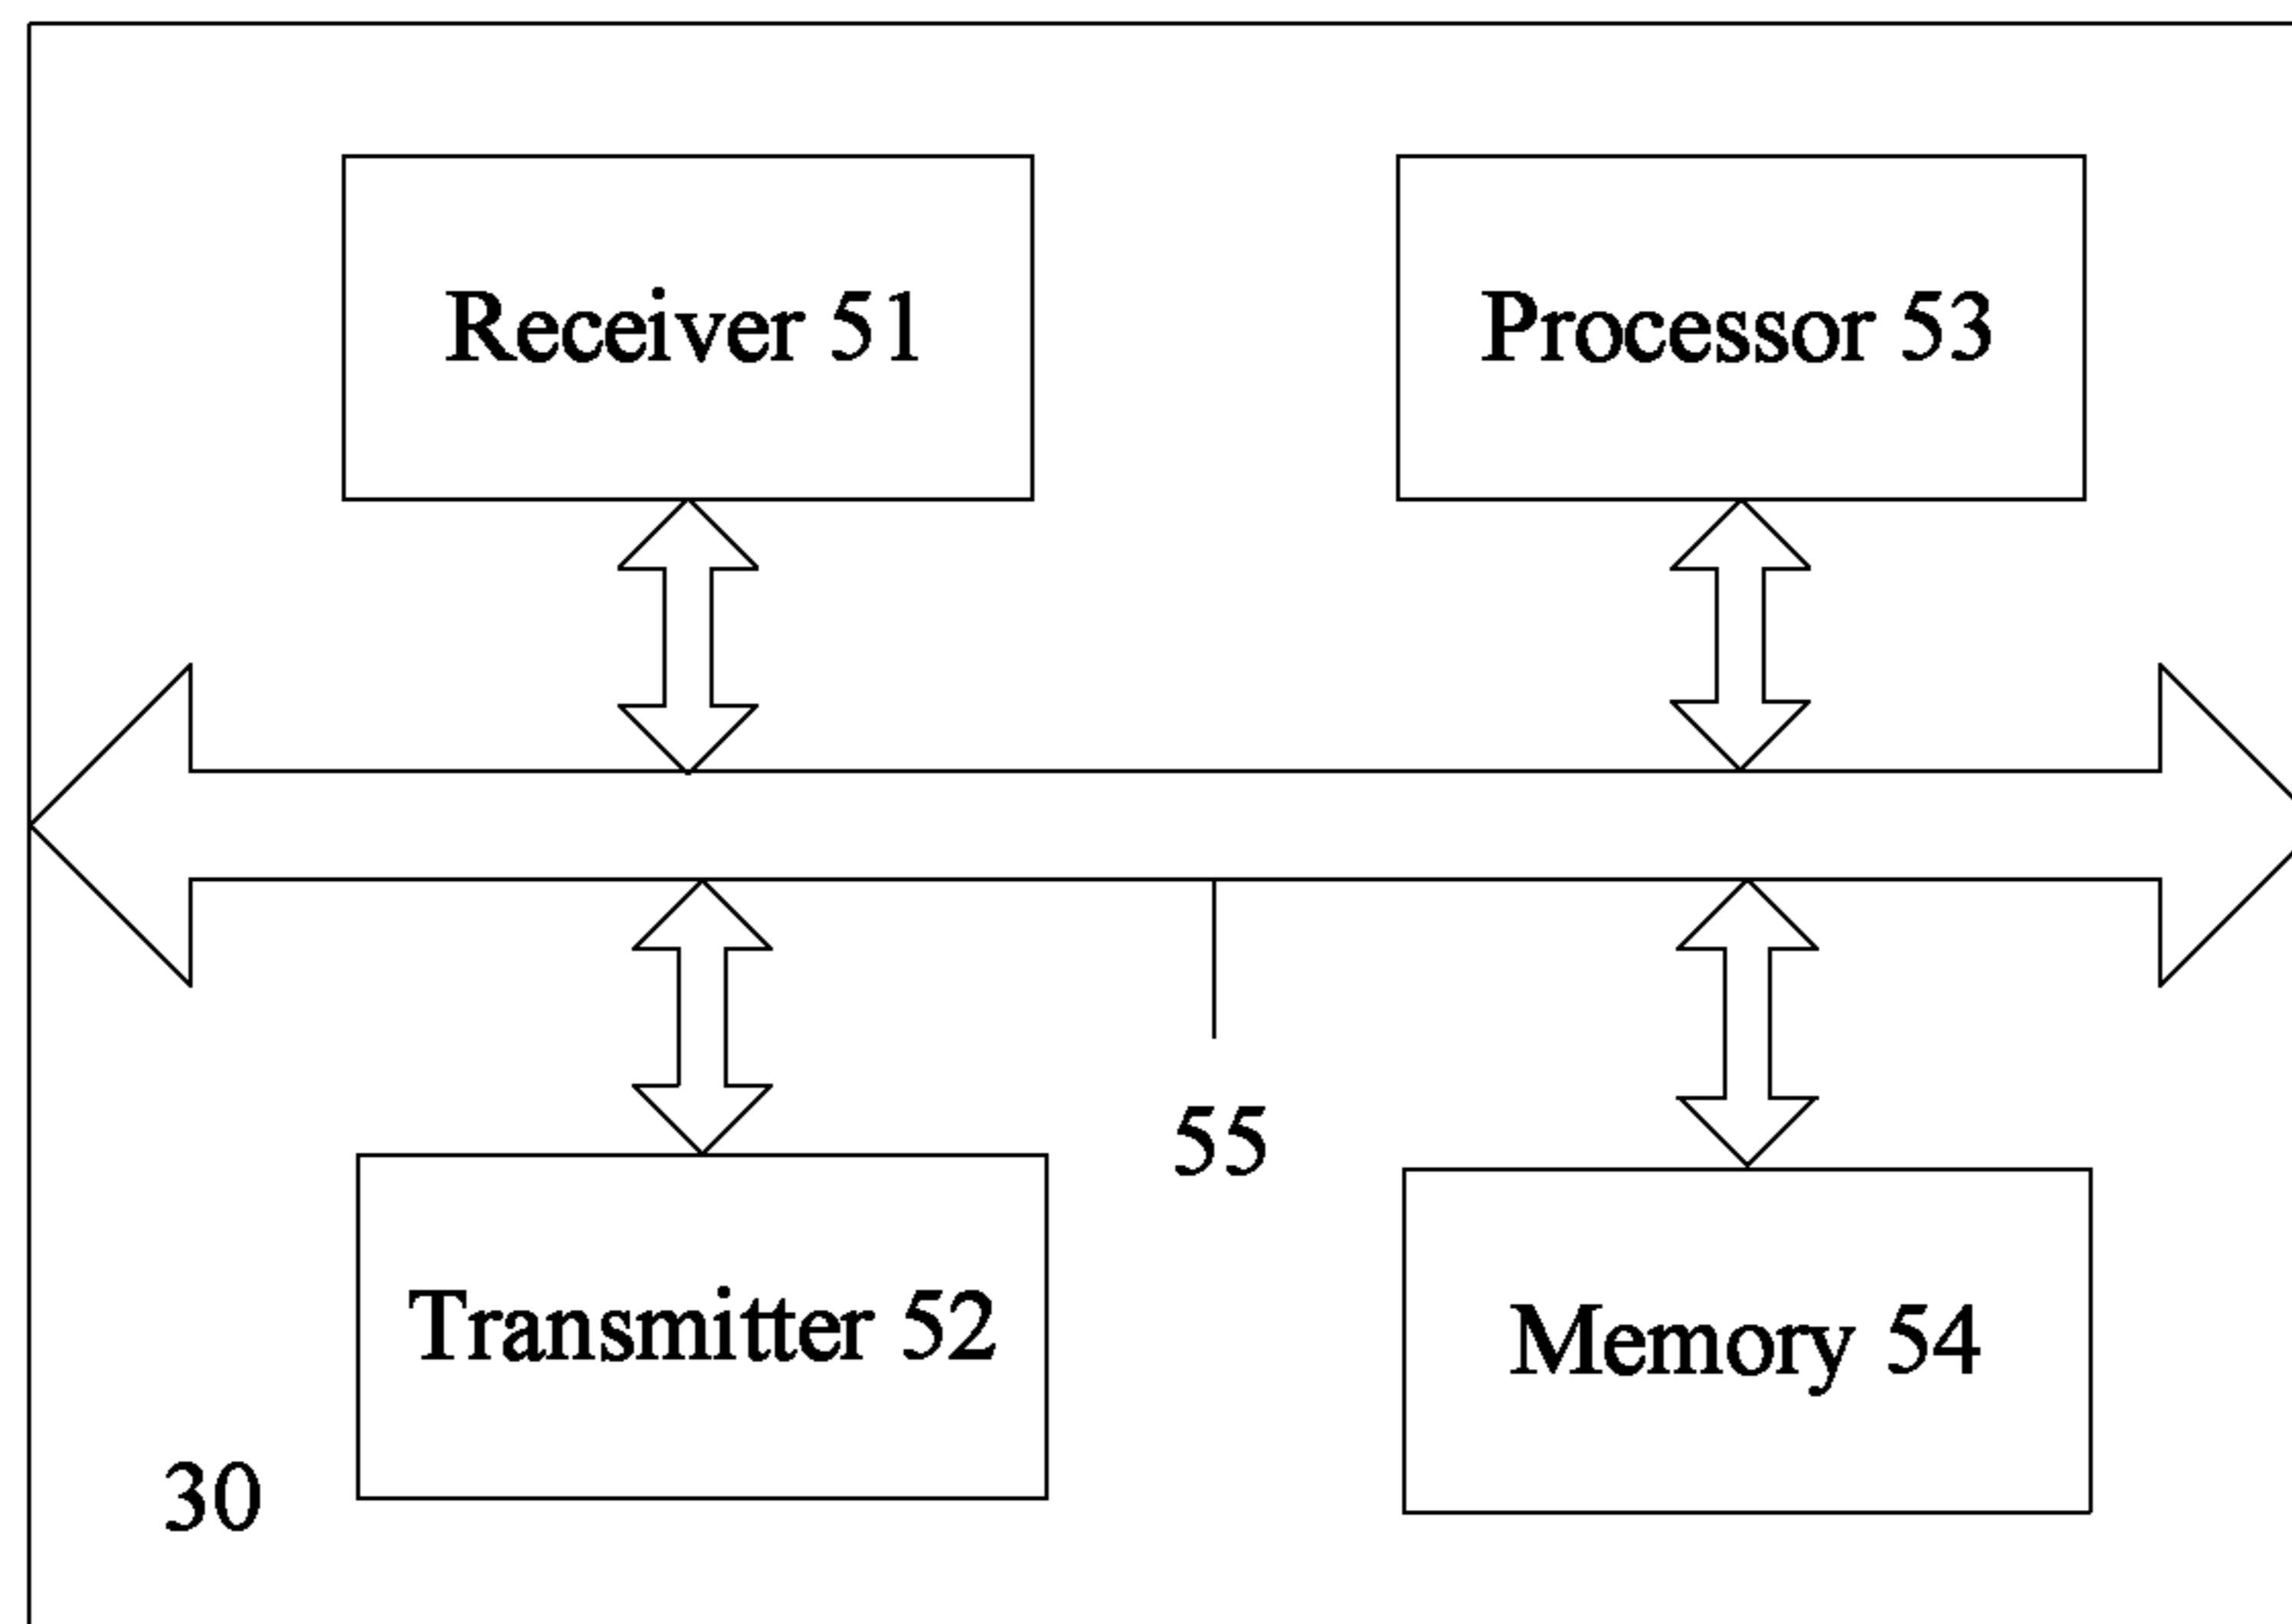 Receiver 51
Processor 53
55
Transmitter 52
Memory 54
30